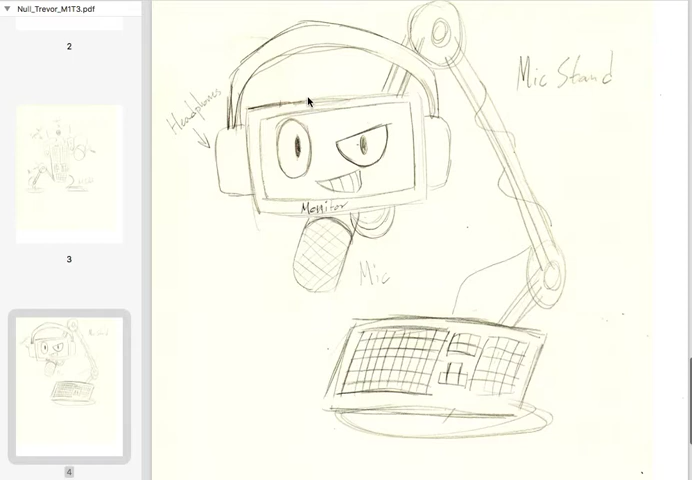 Null_Trevor_M1T3.pdf
2
3
4
Mic Stand
Headphones
Monitor
Mic